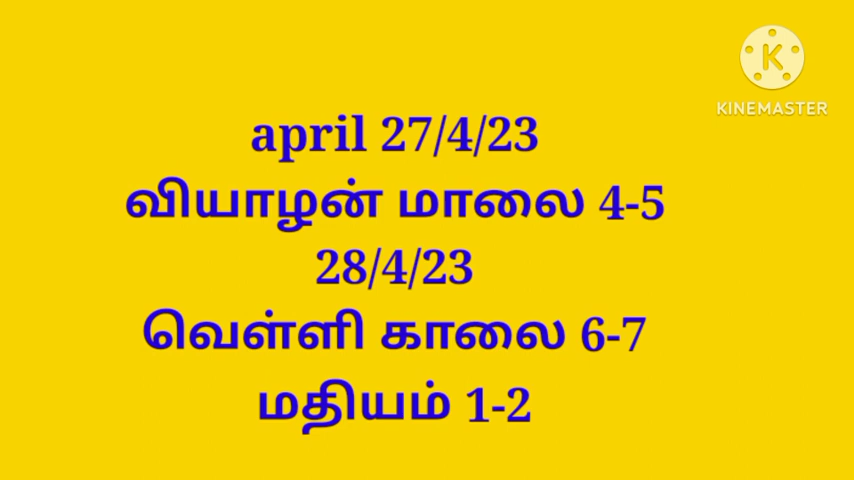 K
KINEMASTER
april 27/4/23
வியாழன் மாலை 4-5
28/4/23
வெள்ளி காலை 6-7
மதியம் 1-2